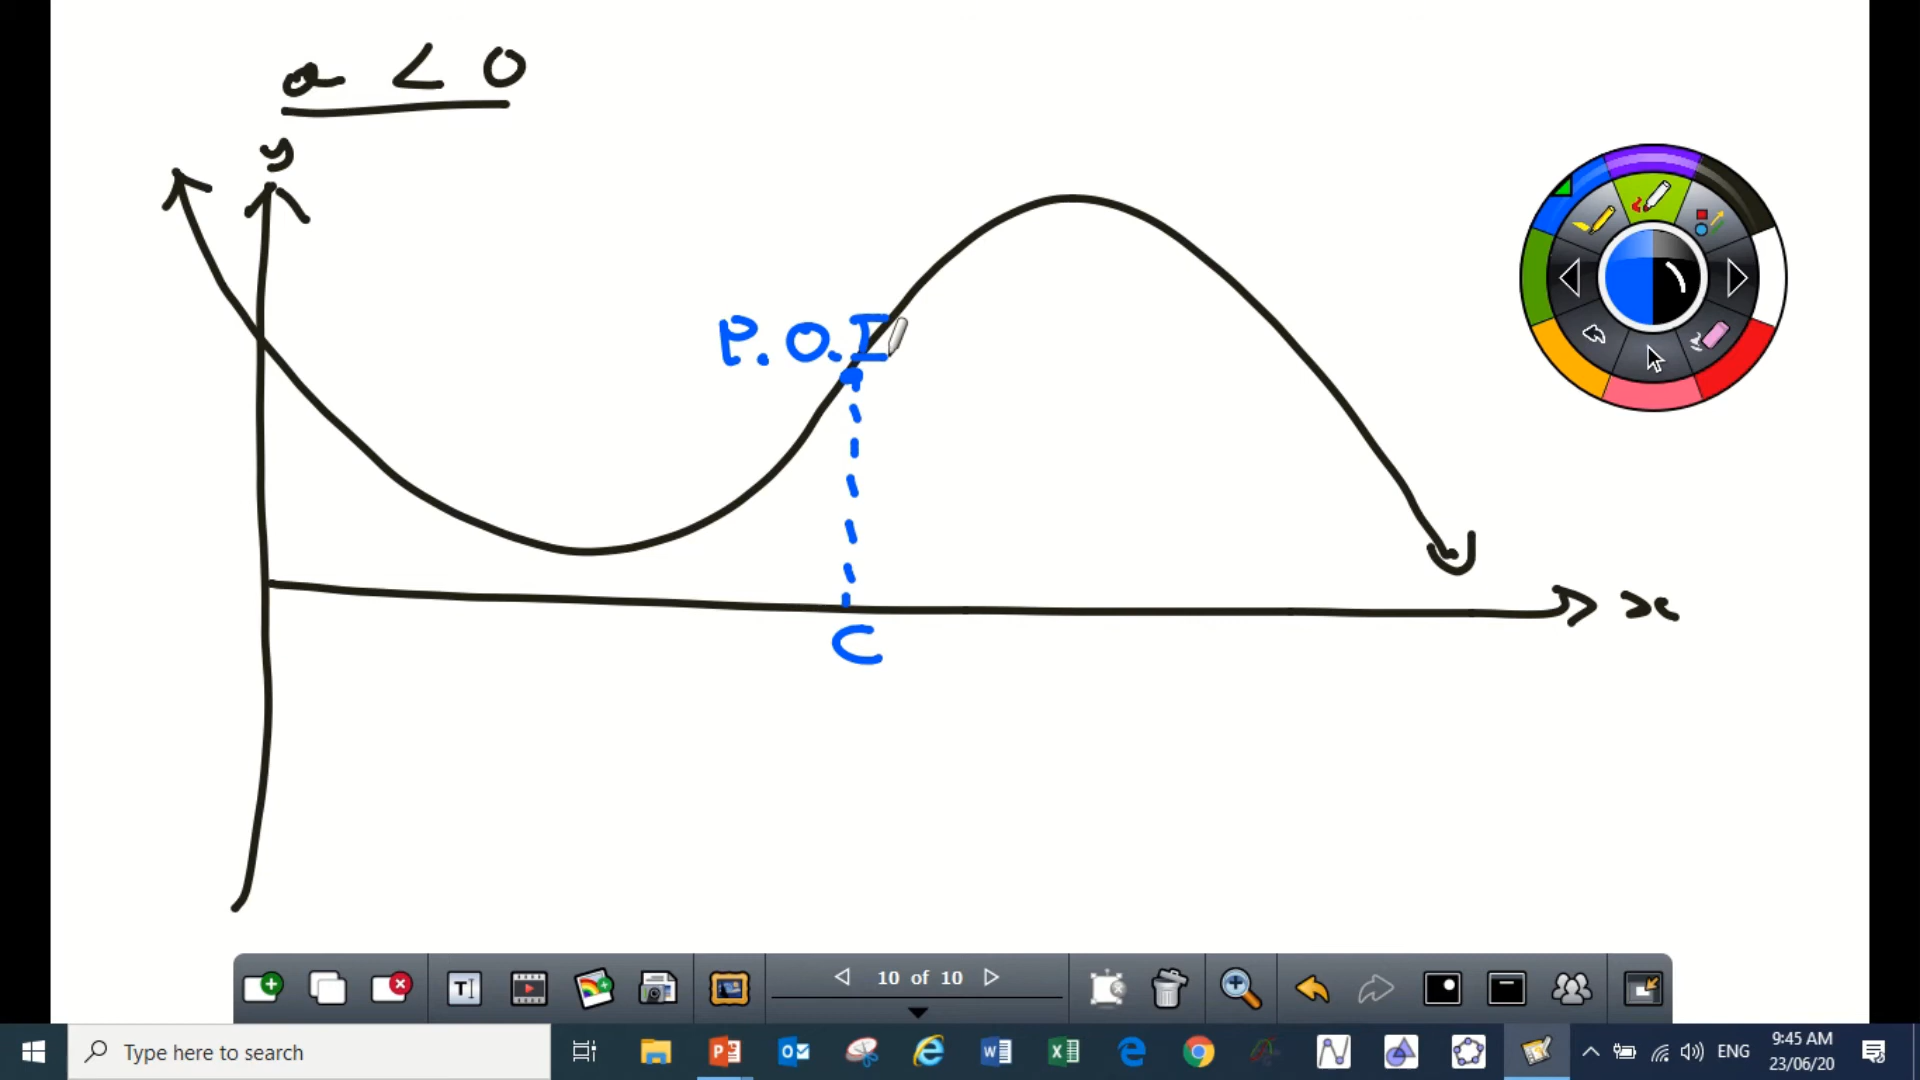 a < 0
y
P.O.I
x
C
10 of 10
Type here to search
ENG
9:45 AM
23/06/20